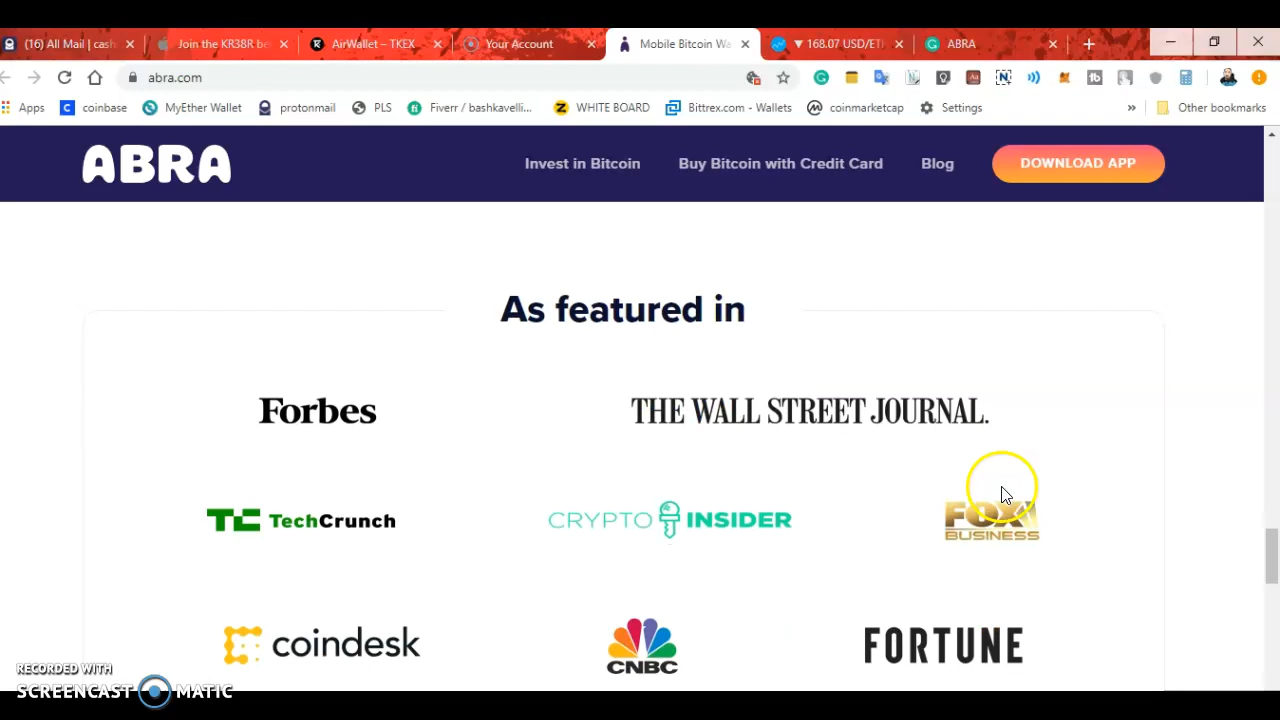 (16) All Mail | cash
Join the KR38R be
AirWallet – TKEX
Your Account
Mobile Bitcoin Wa
▼ 168.07 USD/ETH
ABRA
abra.com
Apps
coinbase
MyEther Wallet
protonmail
PLS
Fiverr / bashkavelli...
WHITE BOARD
Bittrex.com - Wallets
coinmarketcap
Settings
»
Other bookmarks
ABRA
Invest in Bitcoin
Buy Bitcoin with Credit Card
Blog
DOWNLOAD APP
As featured in
Forbes
THE WALL STREET JOURNAL.
TC TechCrunch
CRYPTO INSIDER
FOX BUSINESS
coindesk
CNBC
FORTUNE
RECORDED WITH
SCREENCAST MATIC